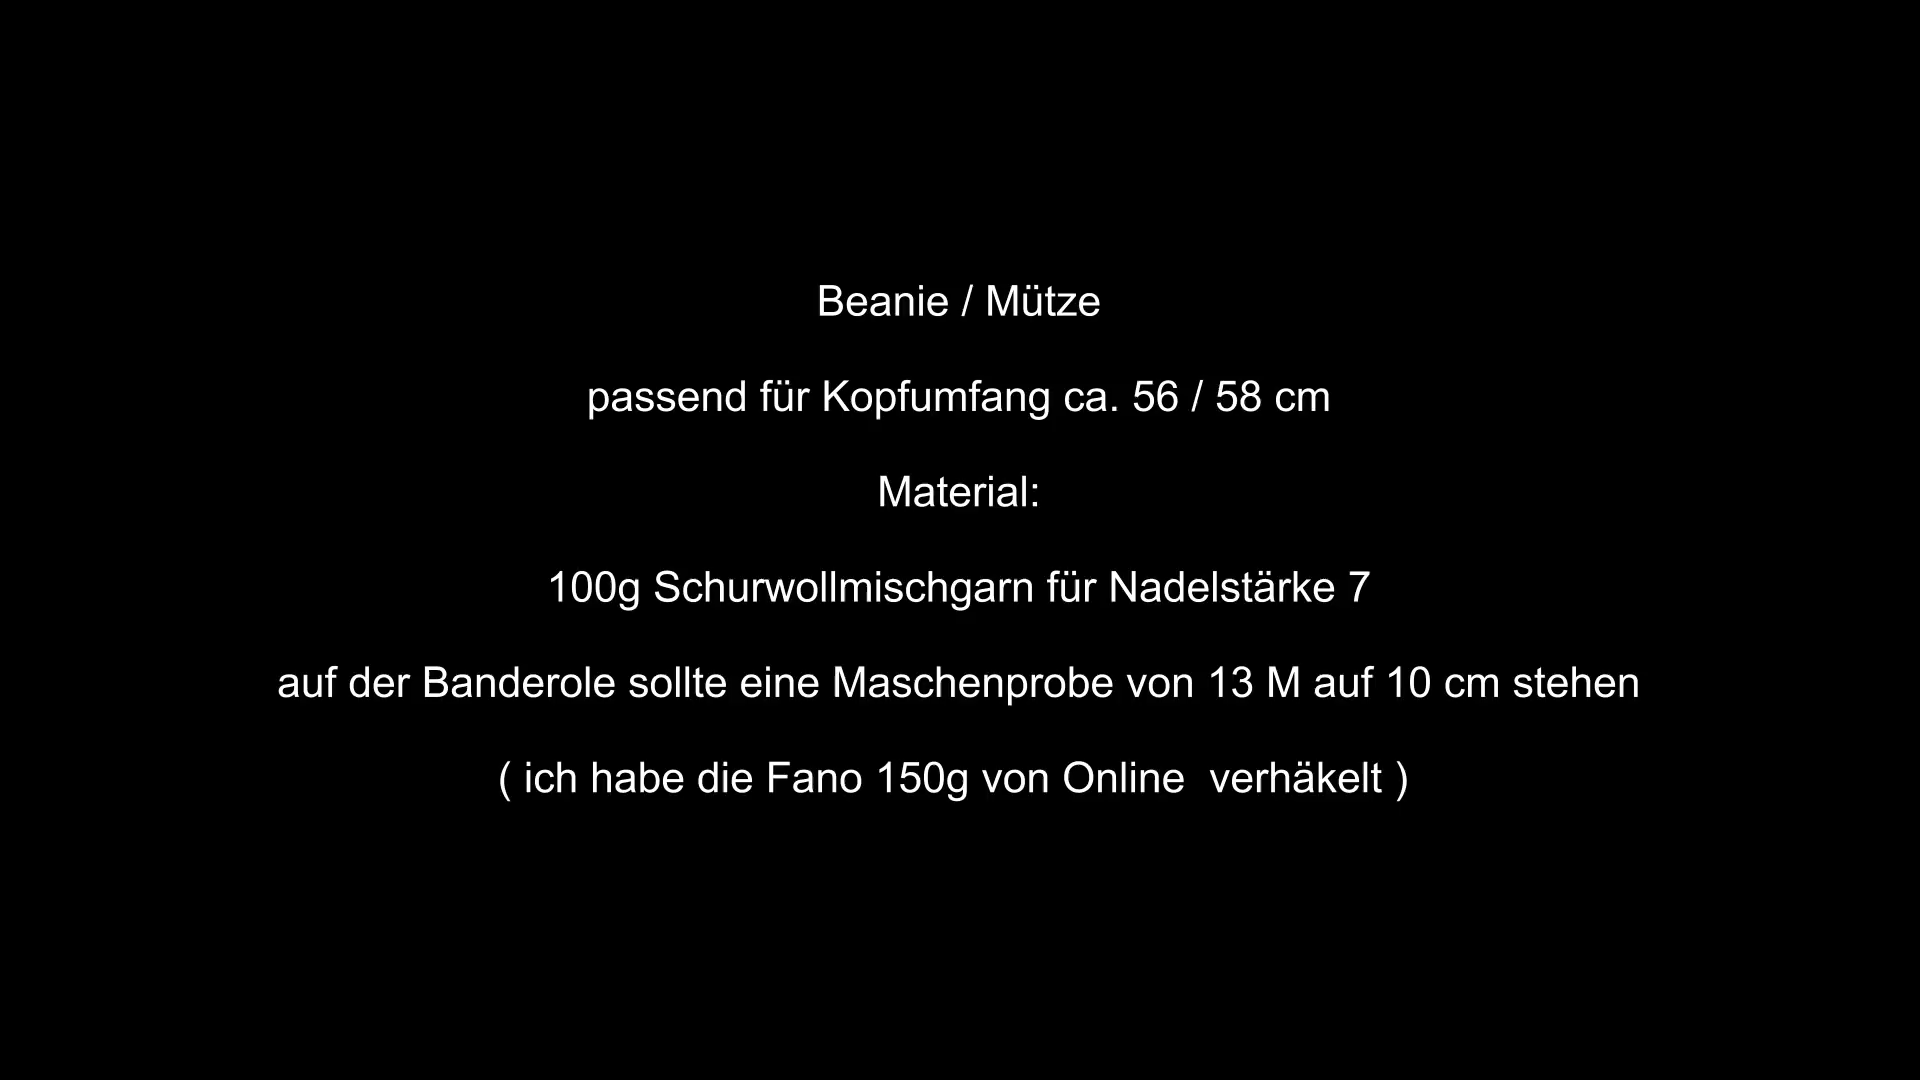 Beanie / Mütze
passend für Kopfumfang ca. 56 / 58 cm
Material:
100g Schurwollmischgarn für Nadelstärke 7
auf der Banderole sollte eine Maschenprobe von 13 M auf 10 cm stehen
( ich habe die Fano 150g von Online  verhäkelt )